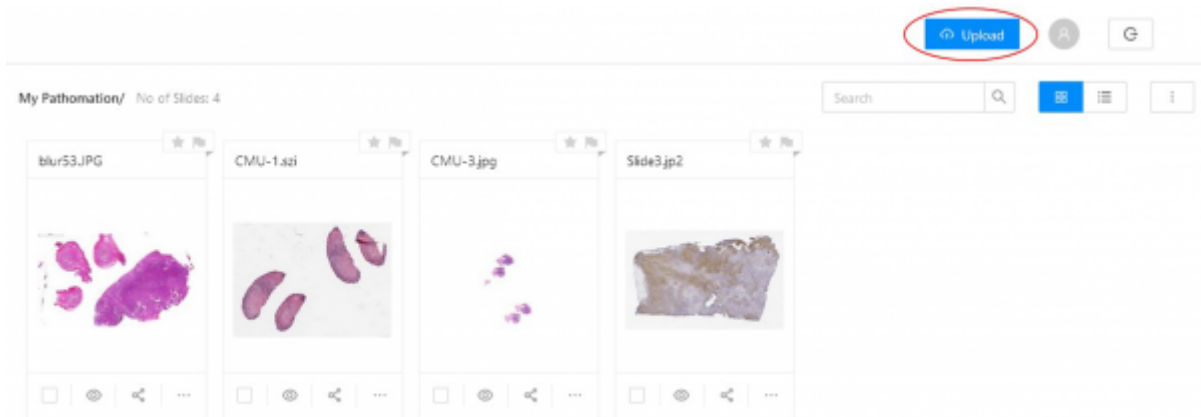 Upload
My Pathomation/ No of Slides: 4
Search
blur53.JPG
CMU-1.szi
CMU-3.jpg
Slide3.jp2